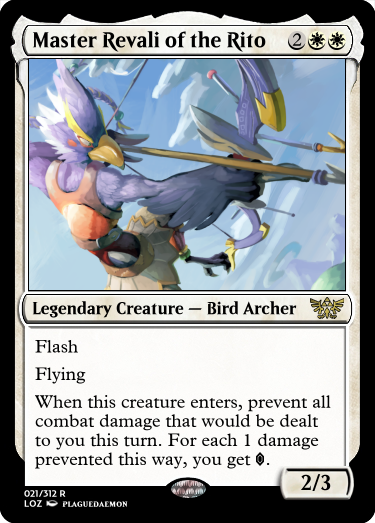 Master Revali of the Rito 2
Legendary Creature — Bird Archer
Flash
Flying
When this creature enters, prevent all
combat damage that would be dealt
to you this turn. For each 1 damage
prevented this way, you get .
2/3
021/312 R
LOZ PLAGUEDAEMON